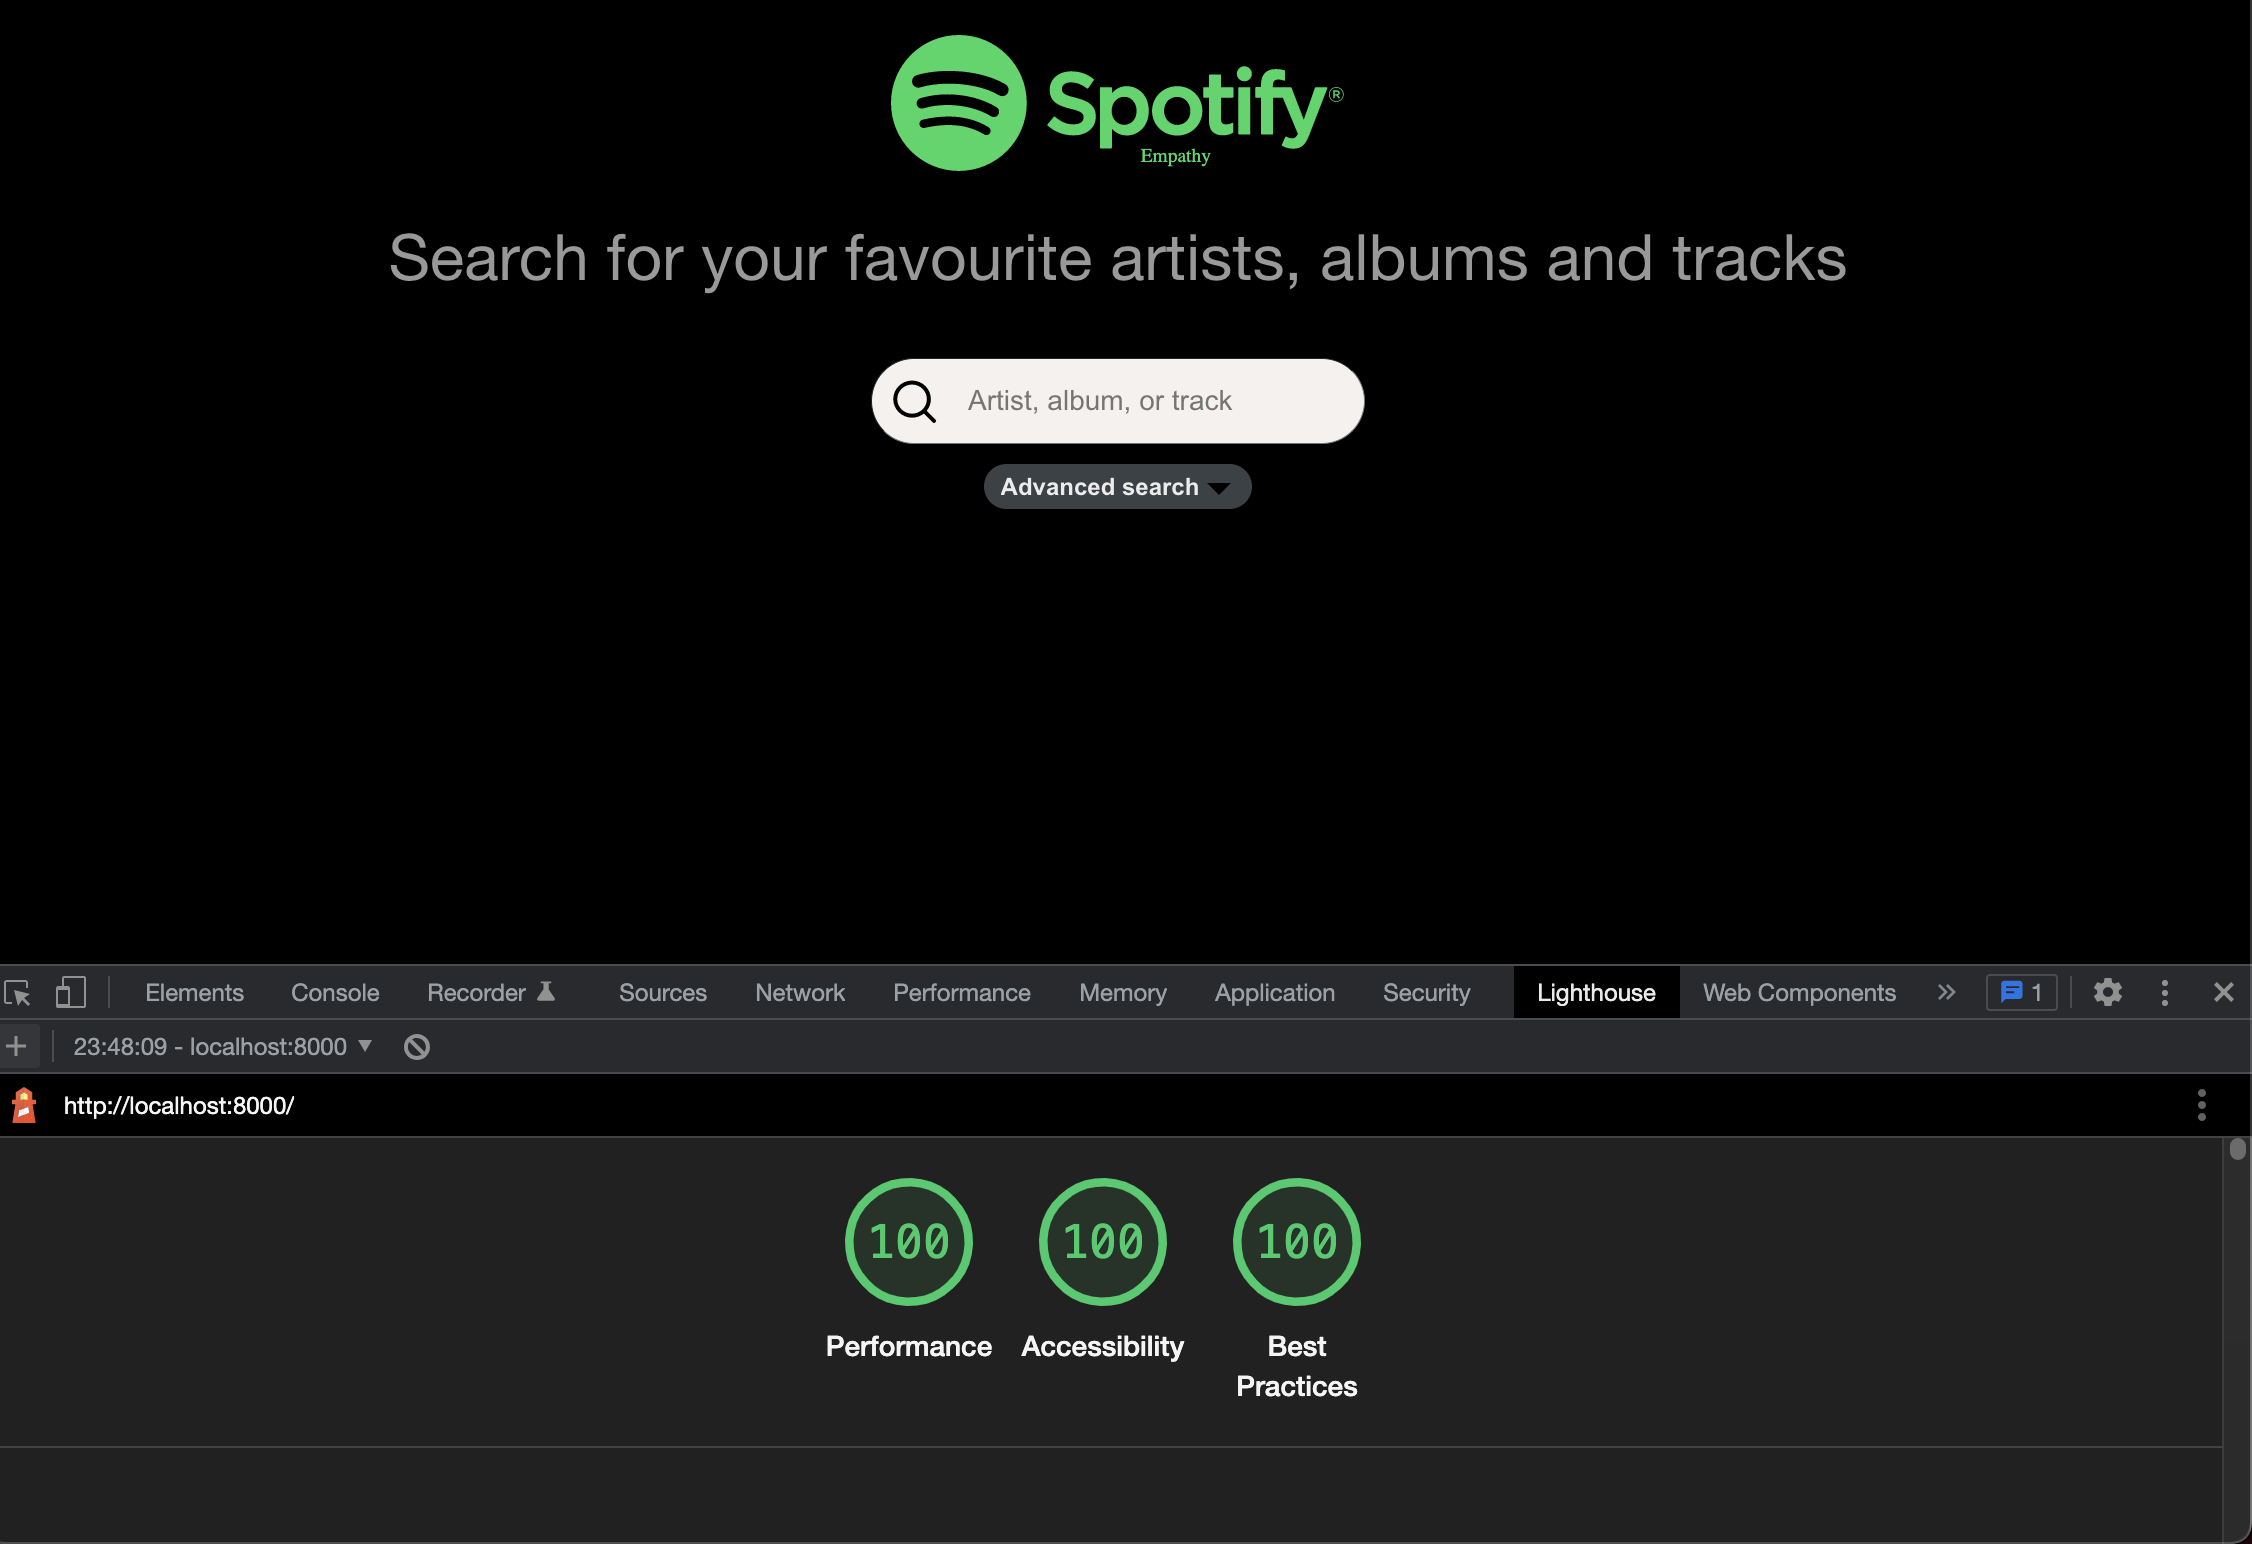 Spotify®
Empathy
Search for your favourite artists, albums and tracks
Artist, album, or track
Advanced search
Elements Console Recorder Sources Network Performance Memory Application Security Lighthouse Web Components » 1
23:48:09 - localhost:8000
http://localhost:8000/
100 100 100
Performance Accessibility Best
Practices